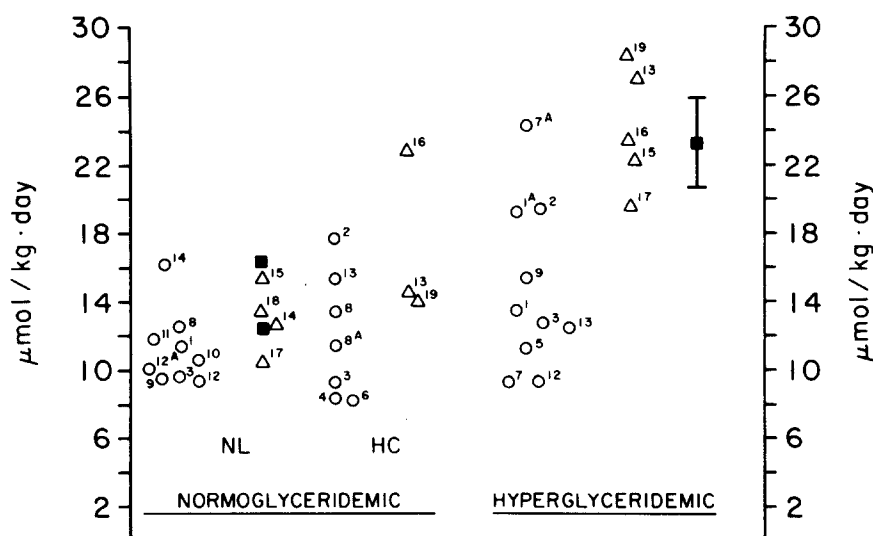 30 30
19
26 13 26
7A
16 16
22 15 22
1A 2 17
18 2 18
14 15 13 9
14 18 13 19 1 14
11 8 14 8 3 13
1 8A 5
10 12A 10 17 10
9 3 12 3 7 12
4 6
6 NL HC 6
2 NORMOGLYCERIDEMIC HYPERGLYCERIDEMIC 2
μmol / kg · day
μmol / kg · day